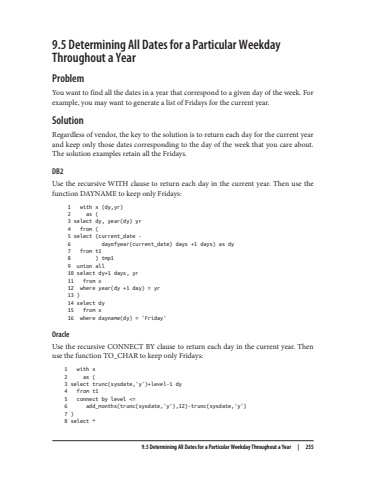 9.5 Determining All Dates for a Particular Weekday
Throughout a Year
Problem
You want to find all the dates in a year that correspond to a given day of the week. For
example, you may want to generate a list of Fridays for the current year.
Solution
Regardless of vendor, the key to the solution is to return each day for the current year
and keep only those dates corresponding to the day of the week that you care about.
The solution examples retain all the Fridays.
DB2
Use the recursive WITH clause to return each day in the current year. Then use the
function DAYNAME to keep only Fridays:
1 with x (dy,yr)
2 as (
3 select dy, year(dy) yr
4 from (
5 select (current_date -
6 dayofyear(current_date) days +1 days) as dy
7 from t1
8 ) tmp1
9 union all
10 select dy+1 days, yr
11 from x
12 where year(dy +1 day) = yr
13 )
14 select dy
15 from x
16 where dayname(dy) = 'Friday'
Oracle
Use the recursive CONNECT BY clause to return each day in the current year. Then
use the function TO_CHAR to keep only Fridays:
1 with x
2 as (
3 select trunc(sysdate,'y')+level-1 dy
4 from t1
5 connect by level <=
6 add_months(trunc(sysdate,'y'),12)-trunc(sysdate,'y')
7 )
8 select *
9.5 Determining All Dates for a Particular Weekday Throughout a Year | 255